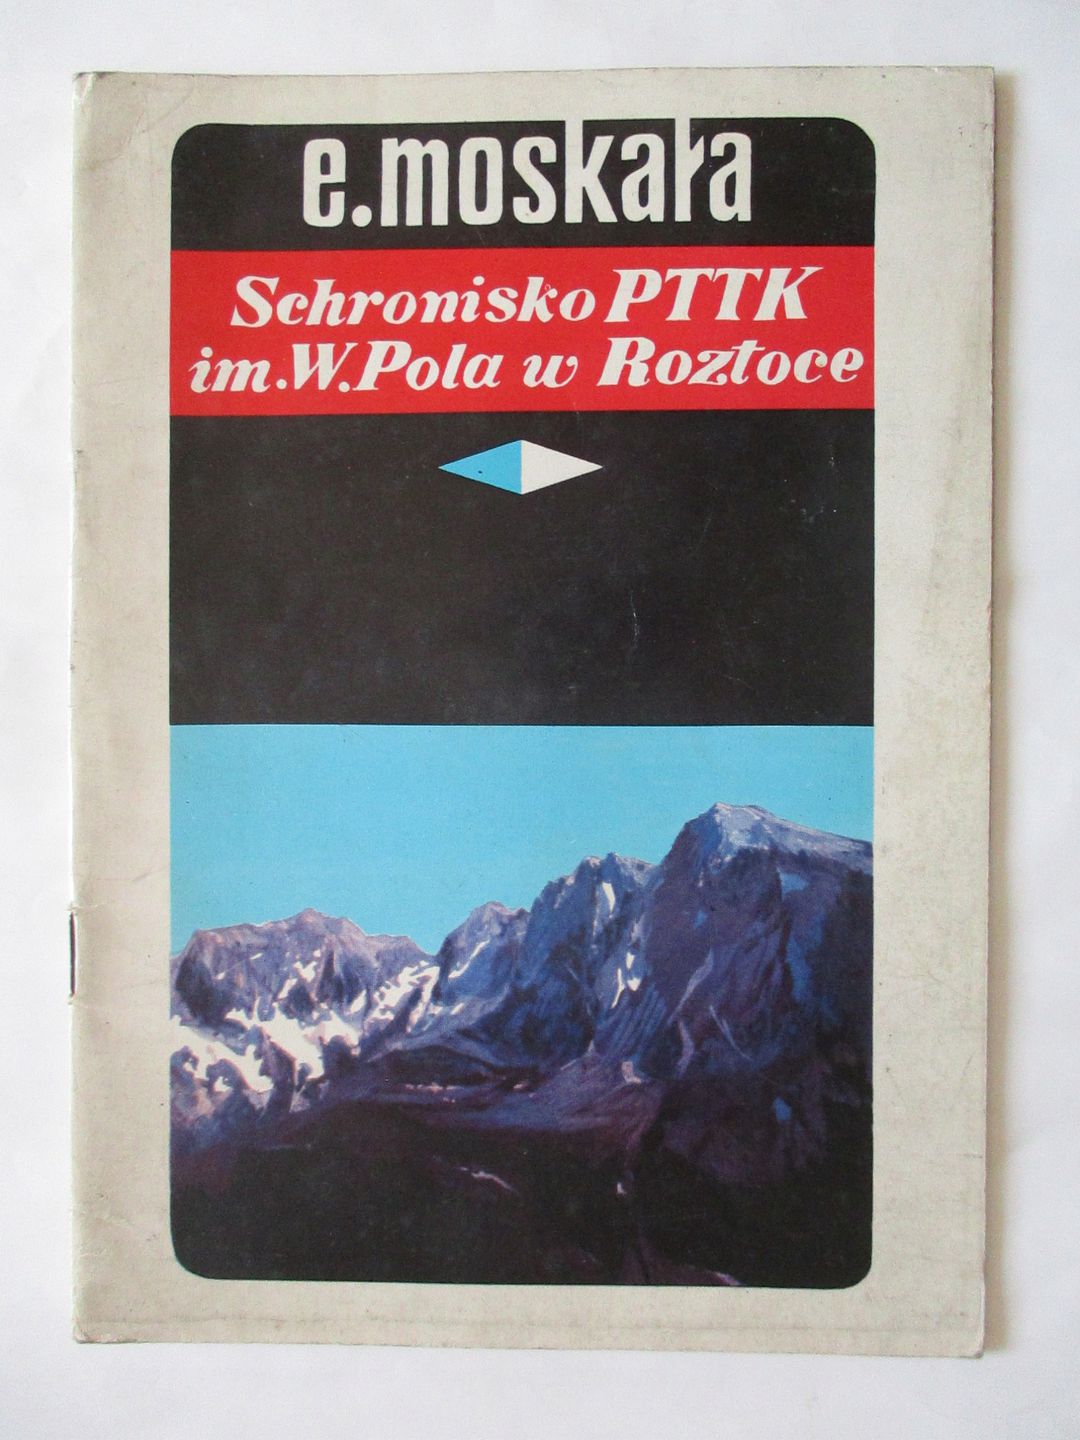 e.moskała
Schronisko PTTK
im.W.Pola w Roztoce